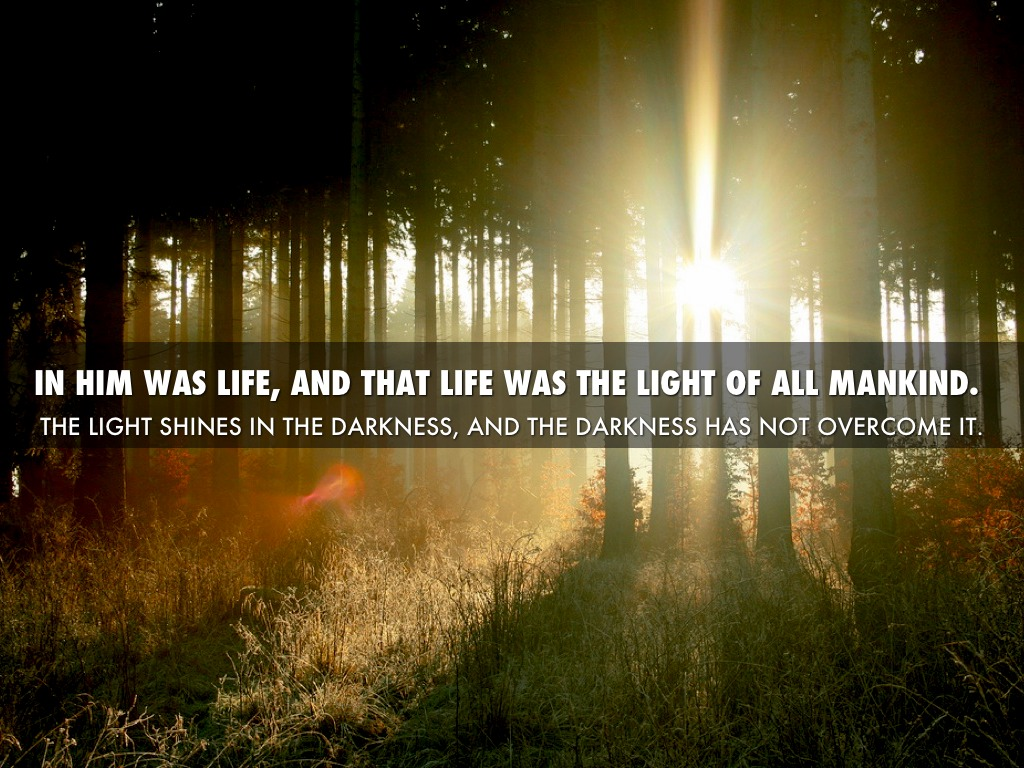 IN HIM WAS LIFE, AND THAT LIFE WAS THE LIGHT OF ALL MANKIND.
THE LIGHT SHINES IN THE DARKNESS, AND THE DARKNESS HAS NOT OVERCOME IT.